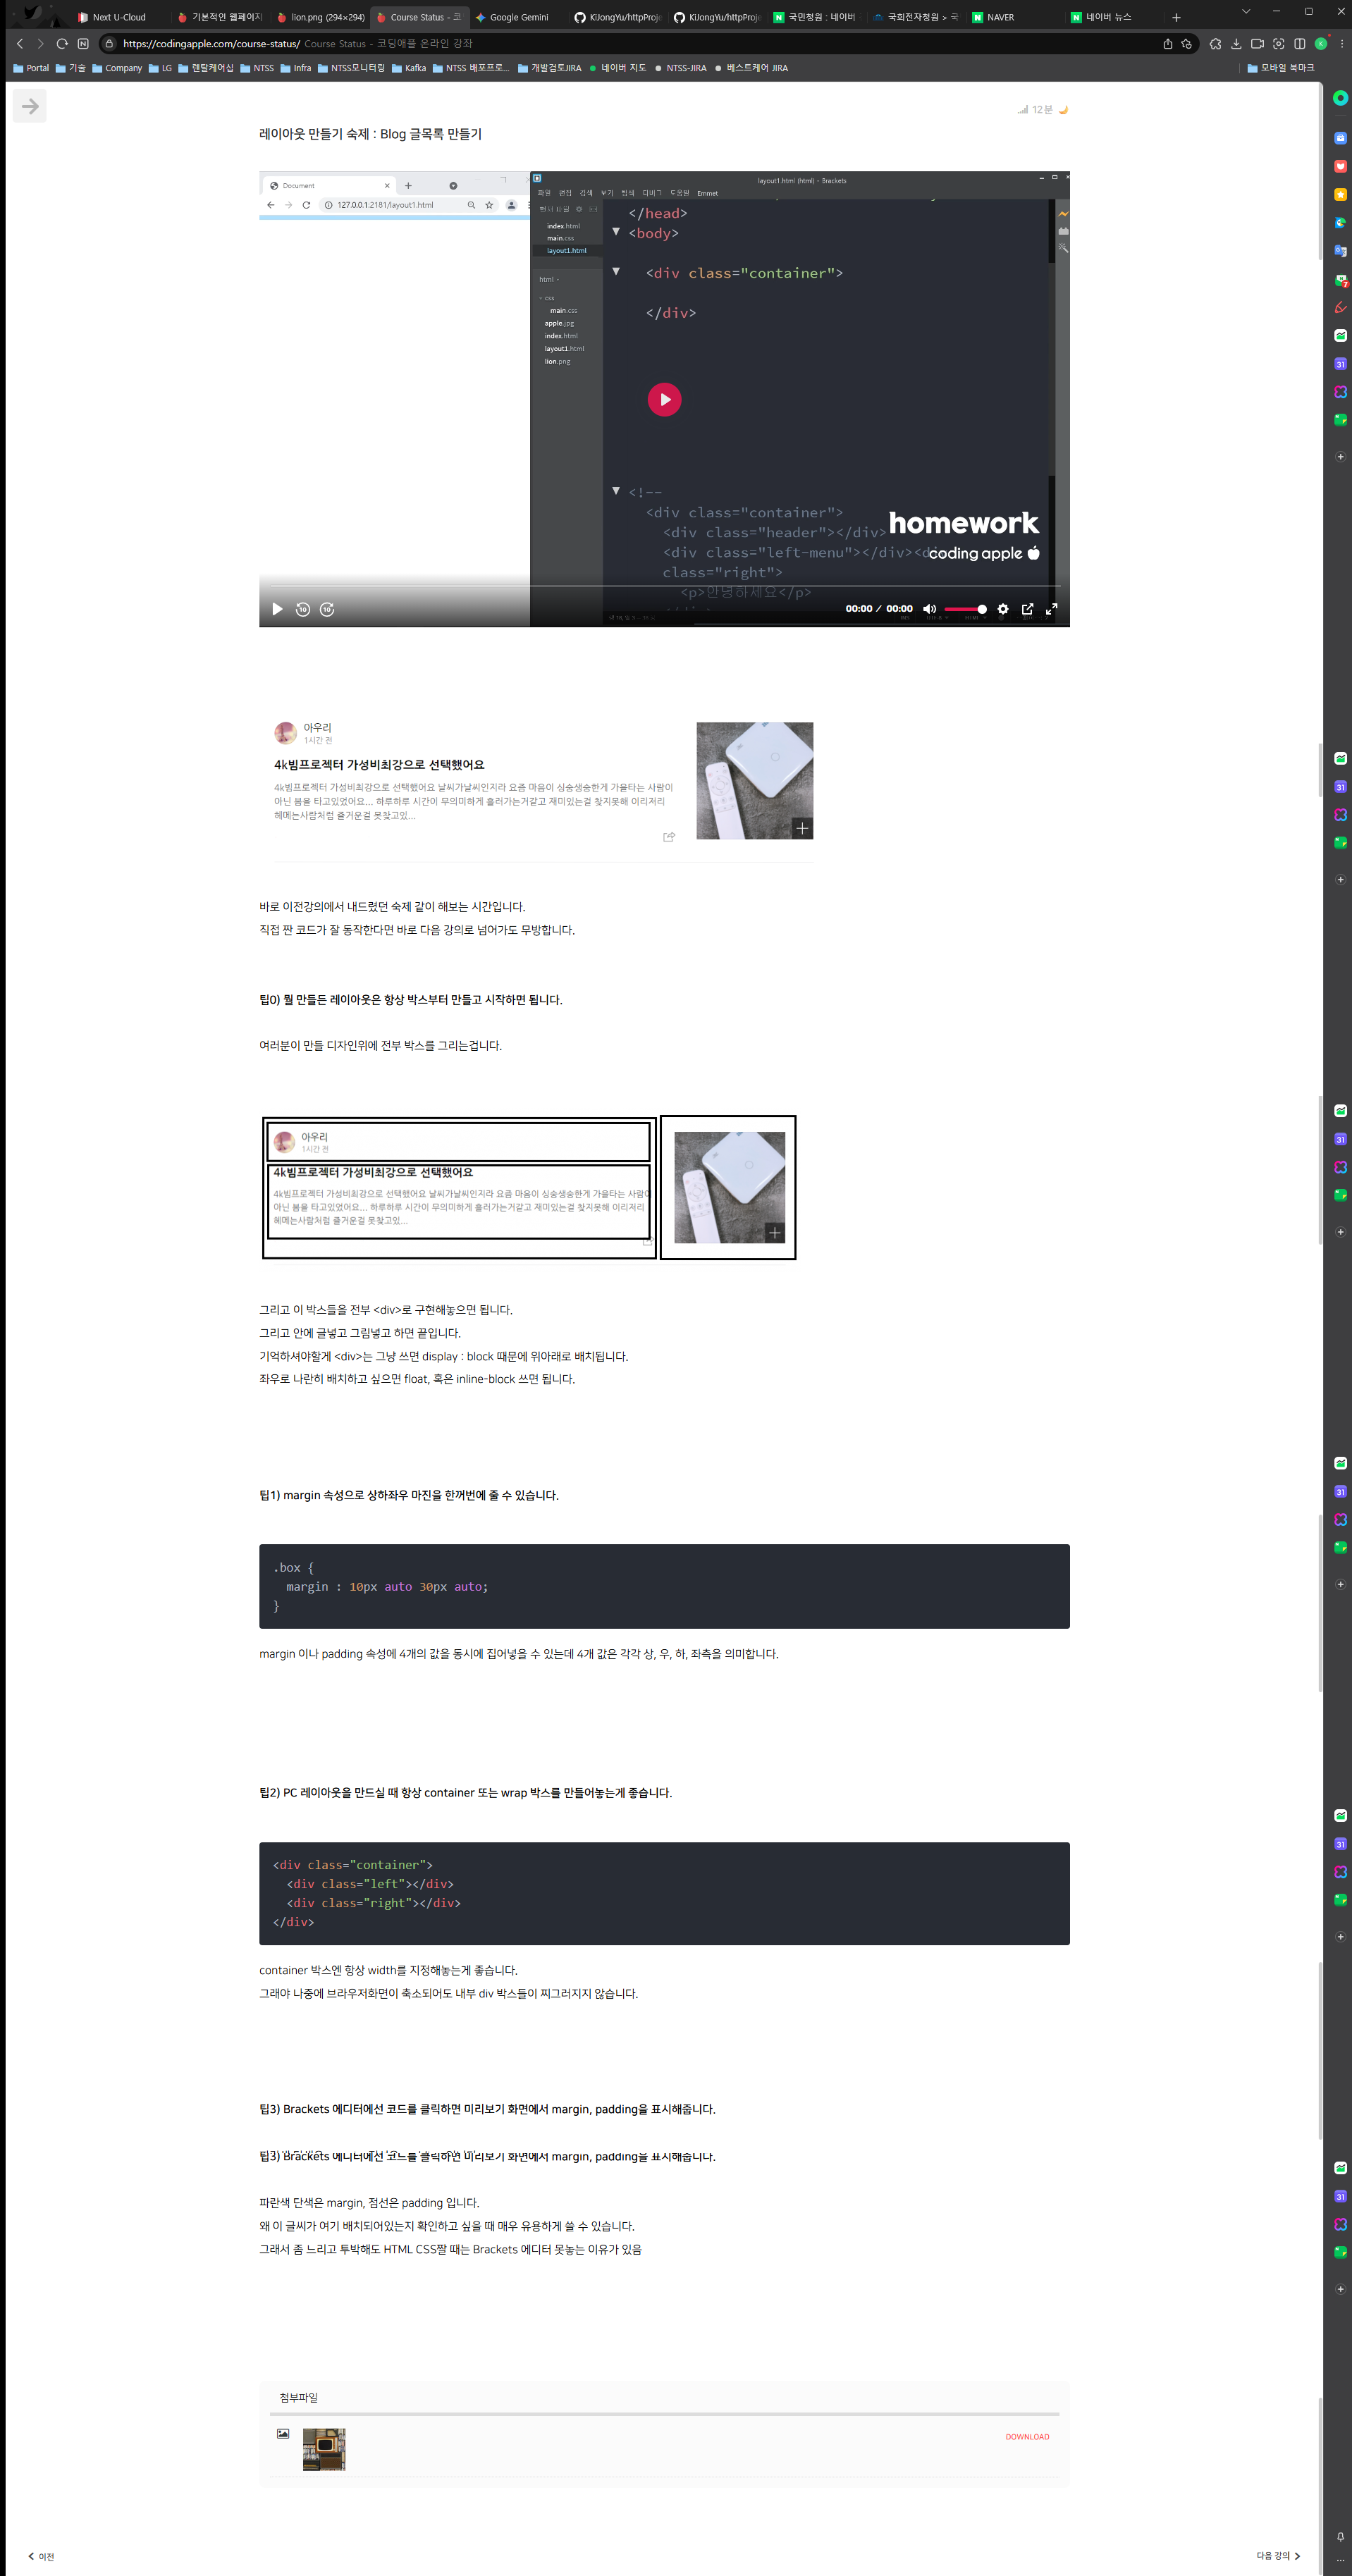 Next U-Cloud
기본적인 웹페이지
lion.png (294×294)
Course Status - 코
Google Gemini
KiJongYu/httpProje
KiJongYu/httpProje
국민청원 : 네이버
국회전자청원 > 국
NAVER
네이버 뉴스
https://codingapple.com/course-status/ Course Status - 코딩애플 온라인 강좌
Portal 기술 Company LG 렌탈케어십 NTSS Infra NTSS모니터링 Kafka NTSS 배포프로... 개발검토JIRA 네이버 지도 NTSS-JIRA 베스트케어 JIRA 모바일 북마크
12분
레이아웃 만들기 숙제 : Blog 글목록 만들기
Document
127.0.0.1:2181/layout1.html
layout1.html (html) - Brackets
파일 편집 검색 보기 탐색 디버그 도움말 Emmet
index.html
main.css
layout1.html
html
css
main.css
apple.jpg
index.html
layout1.html
lion.png
</head>
<body>
<div class="container">
</div>
<!--
<div class="container">
<div class="header"></div>
<div class="left-menu"></div><di
class="right">
<p>안녕하세요</p>
homework
coding apple
10 10
00:00 / 00:00
아우리
1시간 전
4k빔프로젝터 가성비최강으로 선택했어요
4k빔프로젝터 가성비최강으로 선택했어요 날씨가날씨인지라 요즘 마음이 싱숭생숭한게 가을타는 사람이
아닌 봄을 타고있었어요... 하루하루 시간이 무의미하게 흘러가는거같고 재미있는걸 찾지못해 이리저리
헤메는사람처럼 즐거운걸 못찾고있...
바로 이전강의에서 내드렸던 숙제 같이 해보는 시간입니다.
직접 짠 코드가 잘 동작한다면 바로 다음 강의로 넘어가도 무방합니다.
팁0) 뭘 만들든 레이아웃은 항상 박스부터 만들고 시작하면 됩니다.
여러분이 만들 디자인위에 전부 박스를 그리는겁니다.
아우리
1시간 전
4k빔프로젝터 가성비최강으로 선택했어요
4k빔프로젝터 가성비최강으로 선택했어요 날씨가날씨인지라 요즘 마음이 싱숭생숭한게 가을타는 사람이
아닌 봄을 타고있었어요... 하루하루 시간이 무의미하게 흘러가는거같고 재미있는걸 찾지못해 이리저리
헤메는사람처럼 즐거운걸 못찾고있...
그리고 이 박스들을 전부 <div>로 구현해놓으면 됩니다.
그리고 안에 글넣고 그림넣고 하면 끝입니다.
기억하셔야할게 <div>는 그냥 쓰면 display : block 때문에 위아래로 배치됩니다.
좌우로 나란히 배치하고 싶으면 float, 혹은 inline-block 쓰면 됩니다.
팁1) margin 속성으로 상하좌우 마진을 한꺼번에 줄 수 있습니다.
.box {
margin : 10px auto 30px auto;
}
margin 이나 padding 속성에 4개의 값을 동시에 집어넣을 수 있는데 4개 값은 각각 상, 우, 하, 좌측을 의미합니다.
팁2) PC 레이아웃을 만드실 때 항상 container 또는 wrap 박스를 만들어놓는게 좋습니다.
<div class="container">
<div class="left"></div>
<div class="right"></div>
</div>
container 박스엔 항상 width를 지정해놓는게 좋습니다.
그래야 나중에 브라우저화면이 축소되어도 내부 div 박스들이 찌그러지지 않습니다.
팁3) Brackets 에디터에선 코드를 클릭하면 미리보기 화면에서 margin, padding을 표시해줍니다.
팁3) Brackets 에디터에선 코드를 클릭하면 미리보기 화면에서 margin, padding을 표시해줍니다.
파란색 단색은 margin, 점선은 padding 입니다.
왜 이 글씨가 여기 배치되어있는지 확인하고 싶을 때 매우 유용하게 쓸 수 있습니다.
그래서 좀 느리고 투박해도 HTML CSS짤 때는 Brackets 에디터 못놓는 이유가 있음
첨부파일
DOWNLOAD
이전
다음 강의